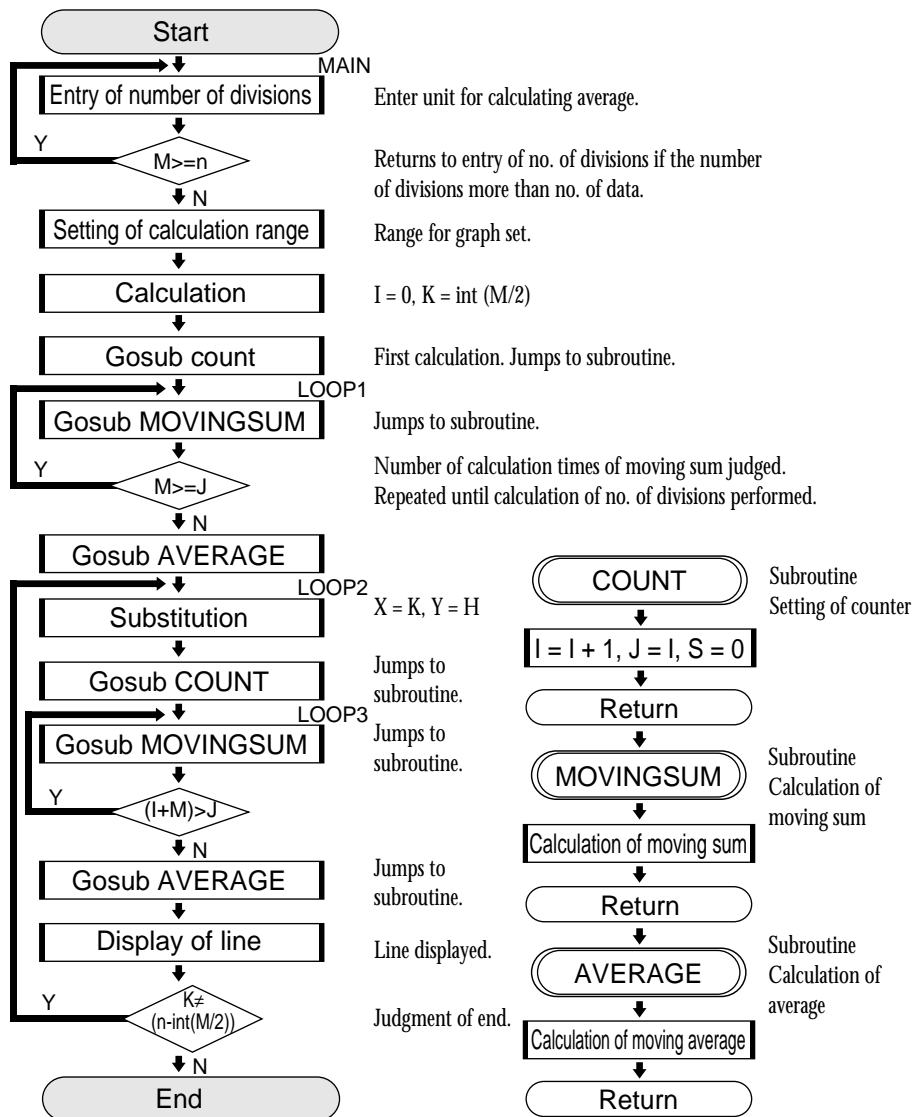 Start
MAIN
Entry of number of divisions
Enter unit for calculating average.
Y
M>=n
Returns to entry of no. of divisions if the number
of divisions more than no. of data.
N
Setting of calculation range
Range for graph set.
Calculation
I = 0, K = int (M/2)
Gosub count
First calculation. Jumps to subroutine.
LOOP1
Gosub MOVINGSUM
Jumps to subroutine.
Y
M>=J
Number of calculation times of moving sum judged.
Repeated until calculation of no. of divisions performed.
N
Gosub AVERAGE
LOOP2
Substitution
X = K, Y = H
Gosub COUNT
Jumps to
subroutine.
LOOP3
Gosub MOVINGSUM
Jumps to
subroutine.
Y
(I+M)>J
N
Gosub AVERAGE
Jumps to
subroutine.
Display of line
Line displayed.
Y
K≠
(n-int(M/2))
Judgment of end.
N
End
COUNT
Subroutine
Setting of counter
I = I + 1, J = I, S = 0
Return
MOVINGSUM
Subroutine
Calculation of
moving sum
Calculation of moving sum
Return
AVERAGE
Subroutine
Calculation of
average
Calculation of moving average
Return